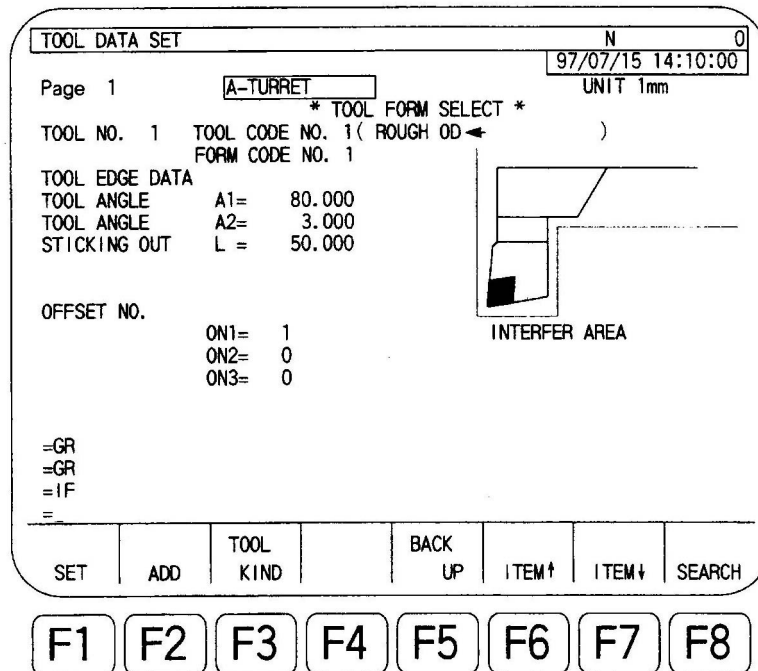 TOOL DATA SET N 0
97/07/15 14:10:00
Page 1 A-TURRET UNIT 1mm
* TOOL FORM SELECT *
TOOL NO. 1 TOOL CODE NO. 1( ROUGH OD← )
FORM CODE NO. 1
TOOL EDGE DATA
TOOL ANGLE A1= 80.000
TOOL ANGLE A2= 3.000
STICKING OUT L = 50.000
OFFSET NO.
INTERFER AREA
ON1= 1
ON2= 0
ON3= 0
=GR
=GR
=IF
=_
SET ADD TOOL KIND BACK UP ITEM↑ ITEM↓ SEARCH
F1 F2 F3 F4 F5 F6 F7 F8